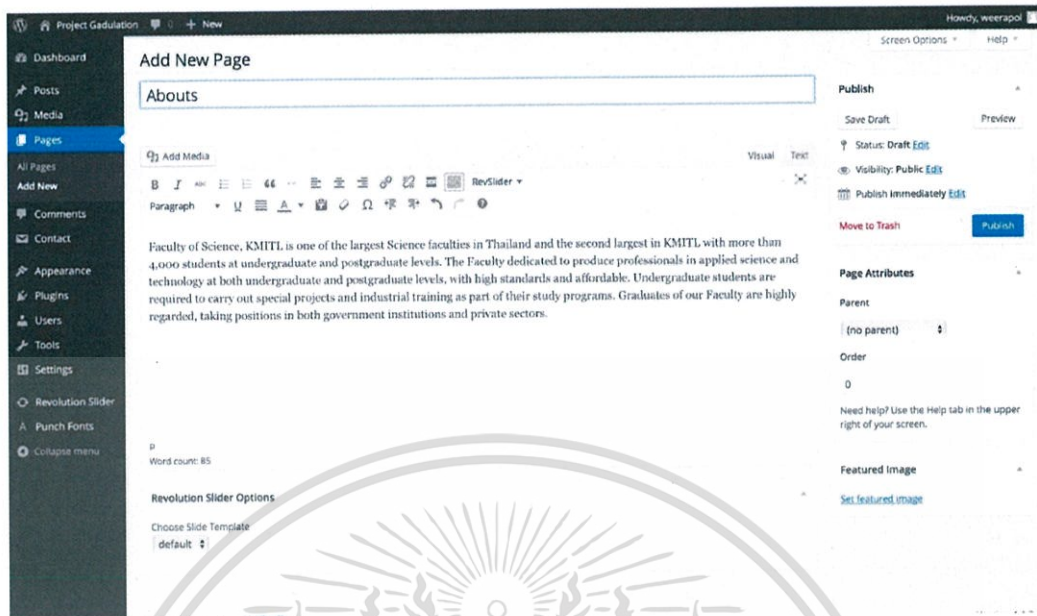 Project Gadulation 0 + New
Howdy, weerapol
Screen Options Help
Dashboard
Posts
Media
Pages
All Pages
Add New
Comments
Contact
Appearance
Plugins
Users
Tools
Settings
Revolution Slider
Punch Fonts
Collapse menu
Add New Page
Abouts
Add Media
Visual Text
B I ABC RevSlider
Paragraph U A Ω
Faculty of Science, KMITL is one of the largest Science faculties in Thailand and the second largest in KMITL with more than
4,000 students at undergraduate and postgraduate levels. The Faculty dedicated to produce professionals in applied science and
technology at both undergraduate and postgraduate levels, with high standards and affordable. Undergraduate students are
required to carry out special projects and industrial training as part of their study programs. Graduates of our Faculty are highly
regarded, taking positions in both government institutions and private sectors.
p
Word count: 85
Revolution Slider Options
Choose Slide Template
default
Publish
Save Draft Preview
Status: Draft Edit
Visibility: Public Edit
Publish immediately Edit
Move to Trash Publish
Page Attributes
Parent
(no parent)
Order
0
Need help? Use the Help tab in the upper
right of your screen.
Featured Image
Set featured image